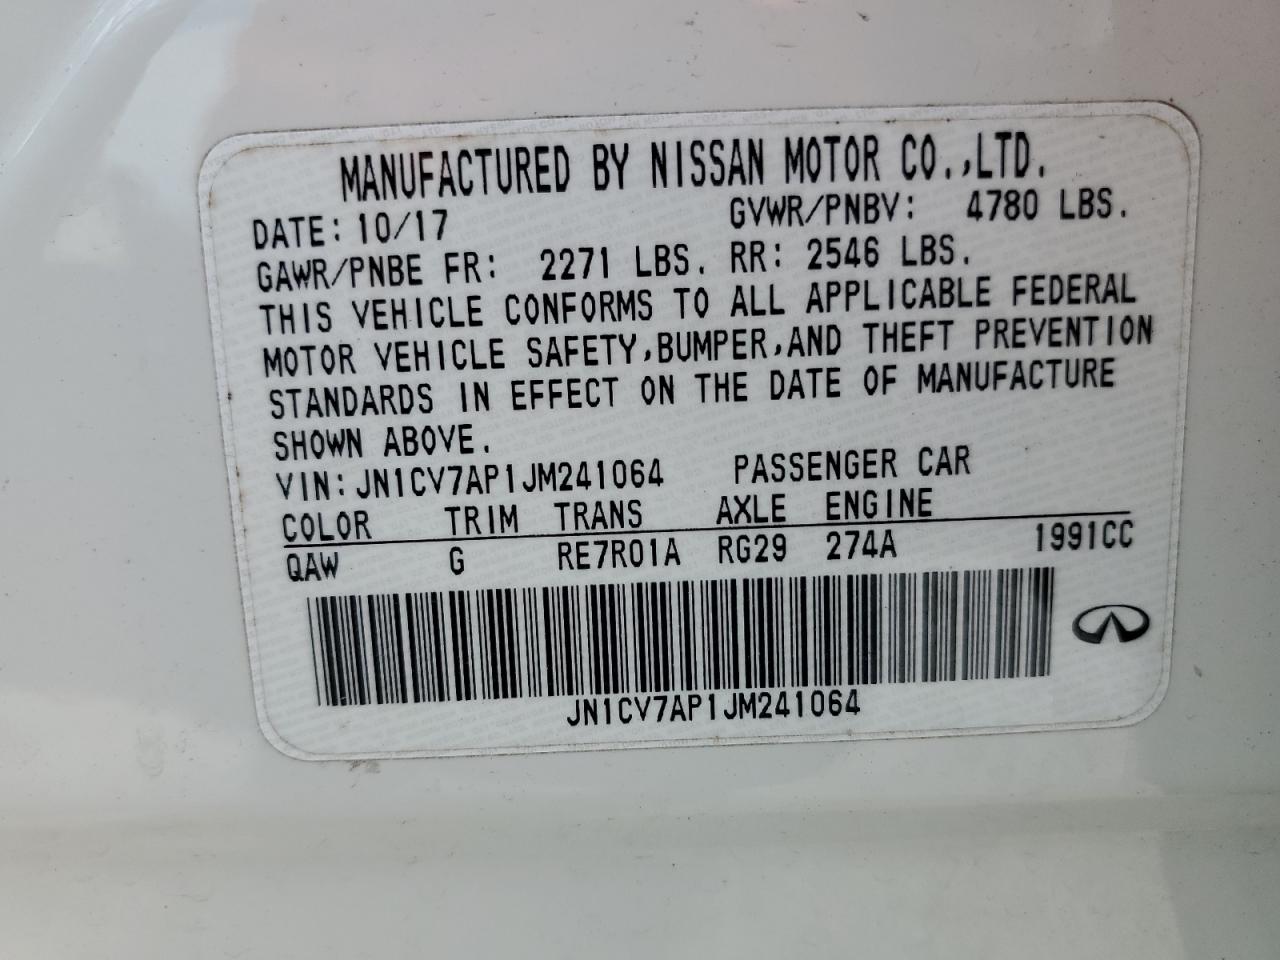 MANUFACTURED BY NISSAN MOTOR CO.,LTD.
DATE: 10/17 GVWR/PNBV: 4780 LBS.
GAWR/PNBE FR: 2271 LBS. RR: 2546 LBS.
THIS VEHICLE CONFORMS TO ALL APPLICABLE FEDERAL
MOTOR VEHICLE SAFETY,BUMPER,AND THEFT PREVENTION
STANDARDS IN EFFECT ON THE DATE OF MANUFACTURE
SHOWN ABOVE.
VIN: JN1CV7AP1JM241064 PASSENGER CAR
COLOR TRIM TRANS AXLE ENGINE
QAW G RE7R01A RG29 274A 1991CC
JN1CV7AP1JM241064